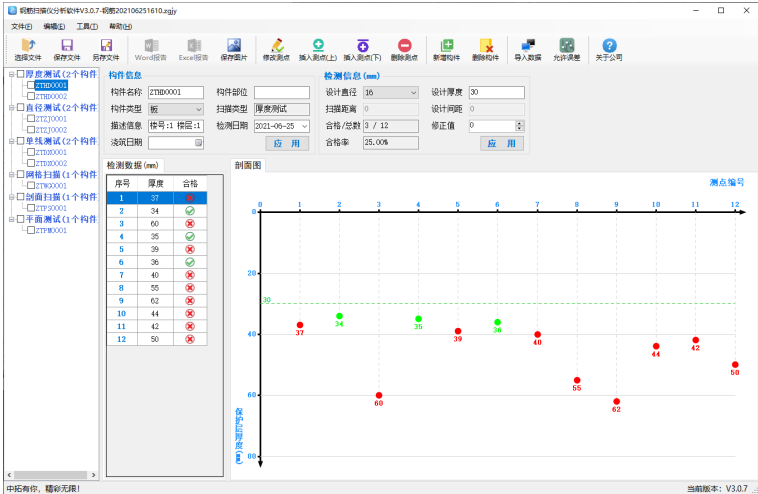 钢筋扫描仪分析软件V3.0.7-钢筋202106251610.zgjy
文件(F) 编辑(E) 工具(T) 帮助(H)
选择文件 保存文件 另存文件 Word报告 Excel报告 保存图片 修改测点 插入测点(上) 插入测点(下) 删除测点 新增构件 删除构件 导入数据 允许误差 关于公司
厚度测试(2个构件
ZTHD0001
ZTHD0002
直径测试(2个构件
ZTZJ0001
ZTZJ0002
单线测试(2个构件
ZTDX0001
ZTDX0002
网格扫描(1个构件
ZTWG0001
剖面扫描(1个构件
ZTPS0001
平面测试(1个构件
ZTPM0001
构件信息
构件名称 ZTHD0001 构件部位
构件类型 板 扫描类型 厚度测试
描述信息 楼号:1 楼层:1 检测日期 2021-06-25
浇筑日期 应 用
检测信息(mm)
设计直径 16 设计厚度 30
扫描距离 0 设计间距 0
合格/总数 3 / 12 修正值 0
合格率 25.00% 应 用
检测数据(mm)
序号 厚度 合格
1 37
2 34
3 60
4 35
5 39
6 36
7 40
8 55
9 62
10 44
11 42
12 50
剖面图
测点编号
0 1 2 3 4 5 6 7 8 9 10 11 12
0
20
30
40
60
80
37
34
60
35
39
36
40
55
62
44
42
50
保护层厚度(mm)
中拓有你，精彩无限！
当前版本：V3.0.7